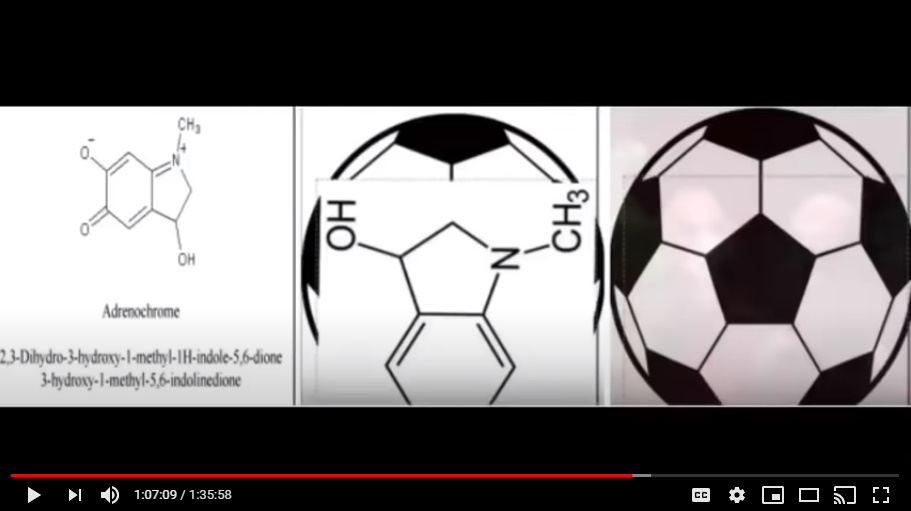 CH3
O-
N+
O
OH
Adrenochrome
2,3-Dihydro-3-hydroxy-1-methyl-1H-indole-5,6-dione
3-hydroxy-1-methyl-5,6-indolinedione
OH
N
CH3
1:07:09 / 1:35:58
CC